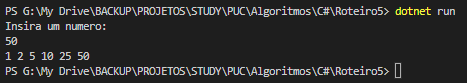 PS G:\My Drive\BACKUP\PROJETOS\STUDY\PUC\Algoritmos\C#\Roteiro5> dotnet run
Insira um numero:
50
1 2 5 10 25 50
PS G:\My Drive\BACKUP\PROJETOS\STUDY\PUC\Algoritmos\C#\Roteiro5>